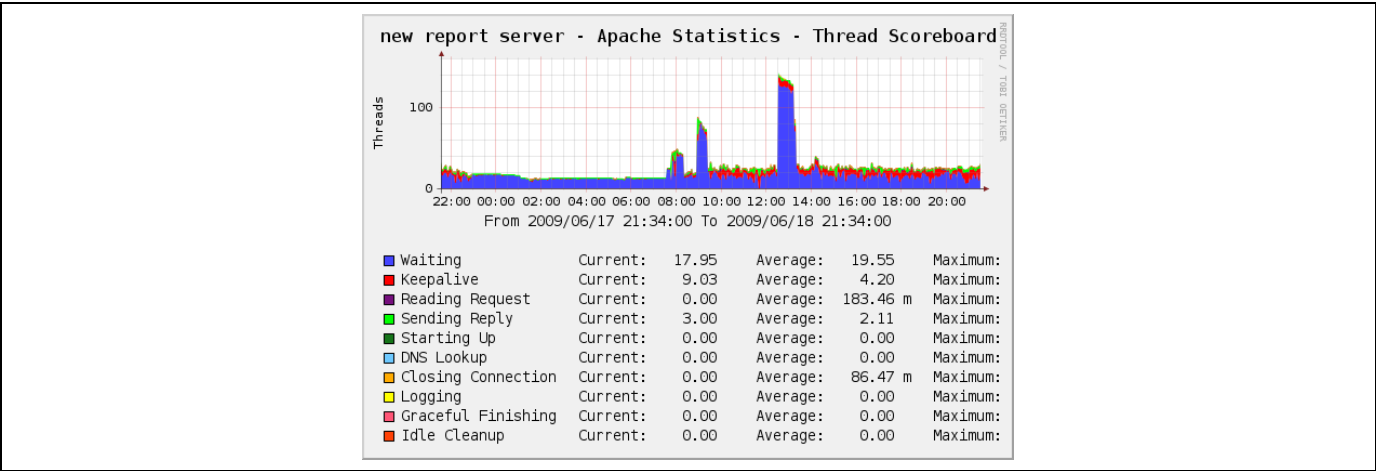 new report server - Apache Statistics - Thread Scoreboard
RRDTOOL / TOBI OETIKER
Threads
100
0
22:00 00:00 02:00 04:00 06:00 08:00 10:00 12:00 14:00 16:00 18:00 20:00
From 2009/06/17 21:34:00 To 2009/06/18 21:34:00
Waiting Current: 17.95 Average: 19.55 Maximum:
Keepalive Current: 9.03 Average: 4.20 Maximum:
Reading Request Current: 0.00 Average: 183.46 m Maximum:
Sending Reply Current: 3.00 Average: 2.11 Maximum:
Starting Up Current: 0.00 Average: 0.00 Maximum:
DNS Lookup Current: 0.00 Average: 0.00 Maximum:
Closing Connection Current: 0.00 Average: 86.47 m Maximum:
Logging Current: 0.00 Average: 0.00 Maximum:
Graceful Finishing Current: 0.00 Average: 0.00 Maximum:
Idle Cleanup Current: 0.00 Average: 0.00 Maximum: